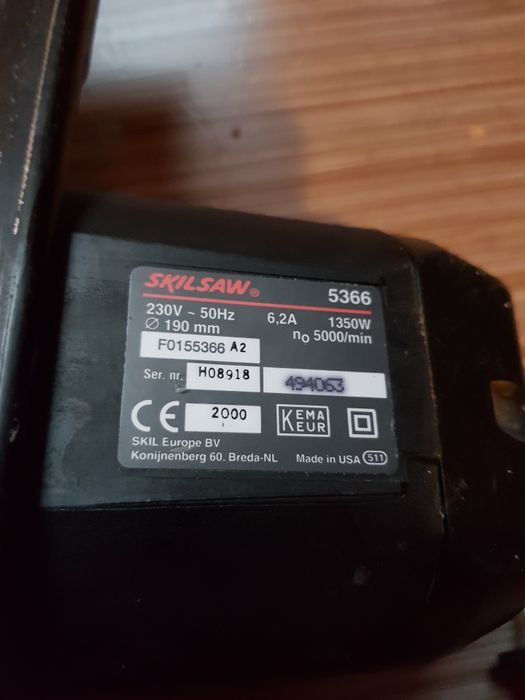 SKILSAW® 5366
230V ~ 50Hz 6,2A 1350W
Ø 190 mm n₀ 5000/min
F0155366 A2
Ser. nr. H08918 494063
CE 2000 KEMA EUR
SKIL Europe BV
Konijnenberg 60. Breda-NL Made in USA 511